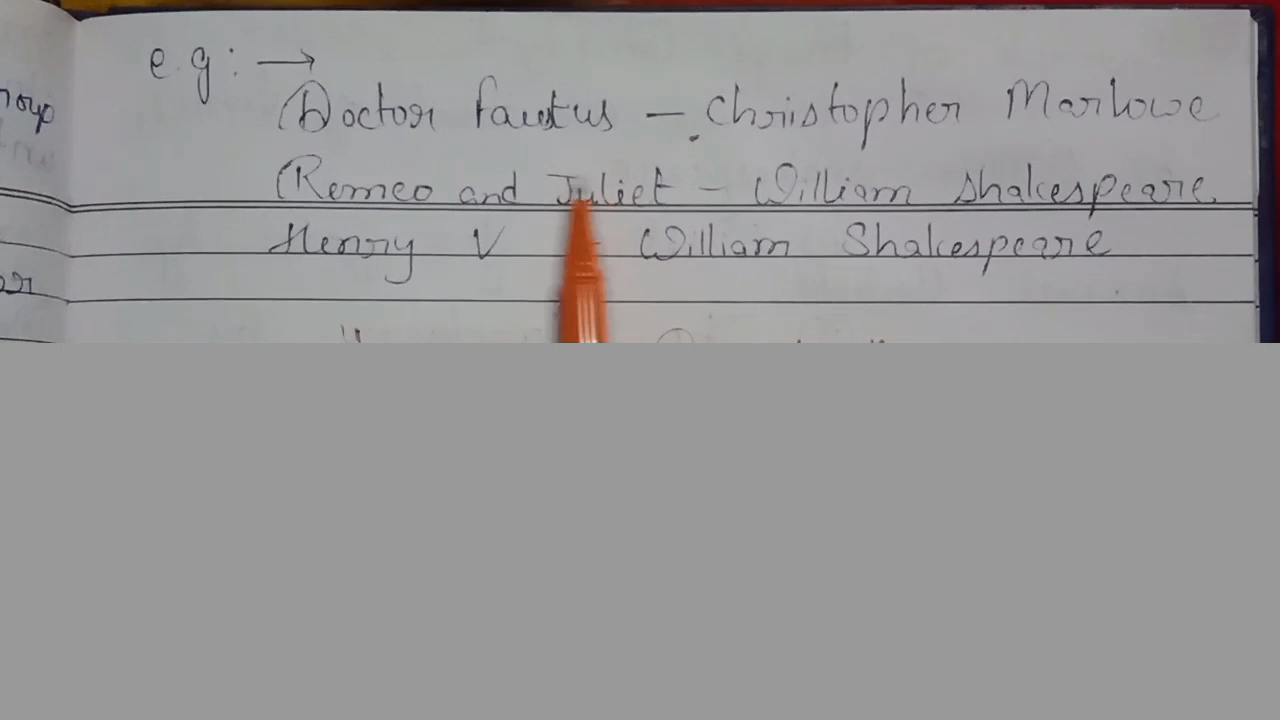 e.g: →
Doctor Faustus – Christopher Marlowe
Romeo and Juliet – William Shakespeare.
Henry V – William Shakespeare